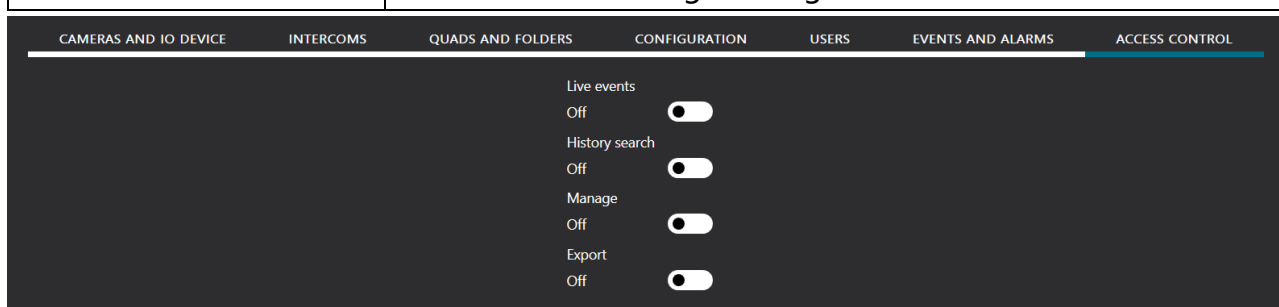 CAMERAS AND IO DEVICE INTERCOMS QUADS AND FOLDERS CONFIGURATION USERS EVENTS AND ALARMS ACCESS CONTROL
Live events
Off
History search
Off
Manage
Off
Export
Off